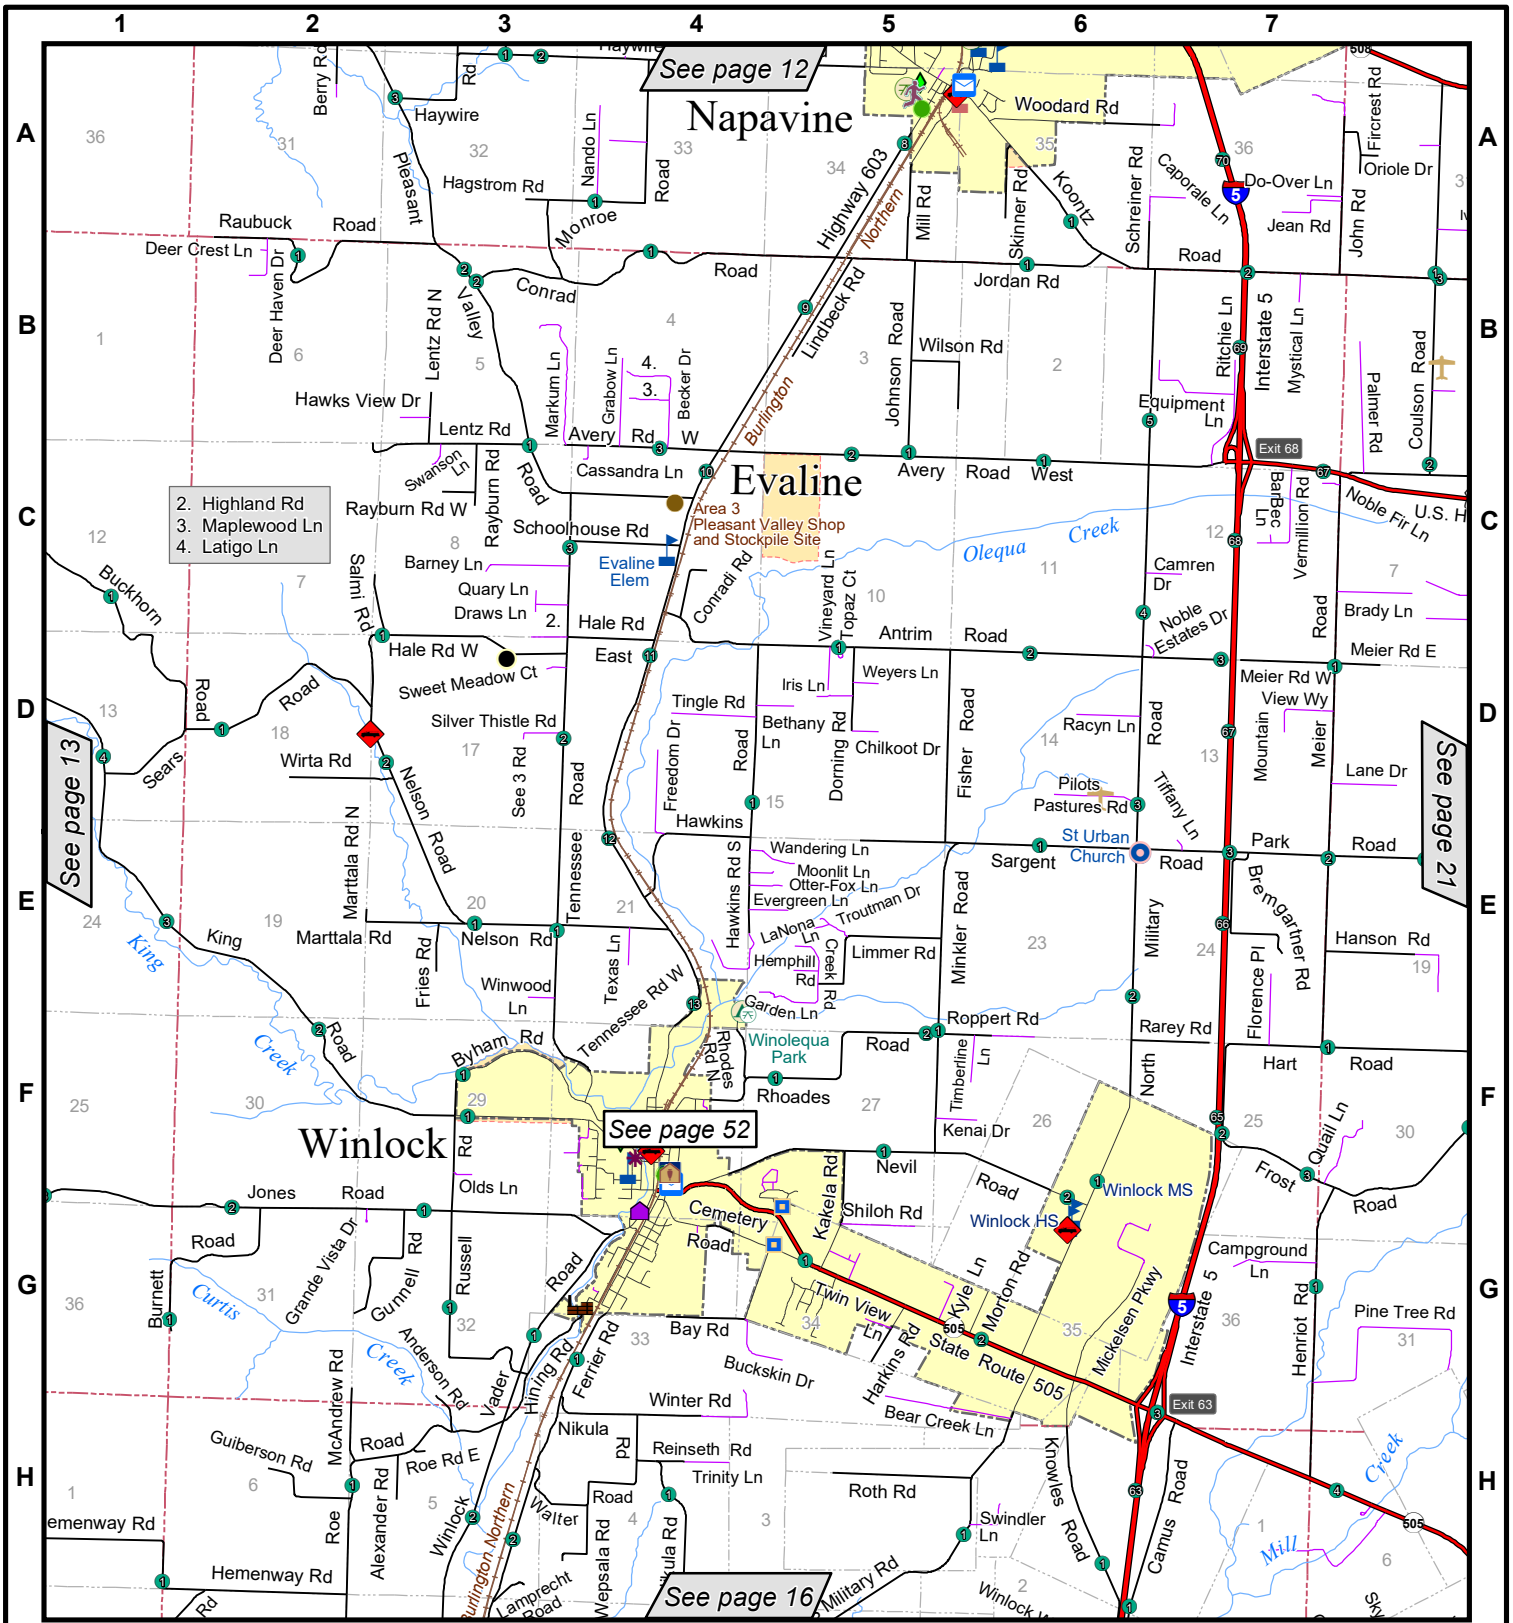 1 2 3 4 5 6 7
A
B
C
D
E
F
G
H
A
B
C
D
E
F
G
H
See page 12
See page 13
See page 21
See page 52
See page 16
Napavine
Evaline
Winlock
2. Highland Rd
3. Maplewood Ln
4. Latigo Ln
Berry Rd
Rd
Haywire
508
Haywire
Pleasant
Valley
Road
Hagstrom Rd
Nando Ln
Road
Monroe
Raubuck Road
Deer Crest Ln
Deer Haven Dr
Conrad
Road
Highway 603
Burlington
Northern
Lindbeck Rd
Mill Rd
Woodard Rd
Skinner Rd
Koontz
Schreiner Rd
Caporale Ln
5
Do-Over Ln
Jean Rd
John Rd
Fircrest Rd
Oriole Dr
Road
Jordan Rd
Lentz Rd N
Hawks View Dr
Lentz Rd
Markum Ln
Grabow Ln
4.
3.
Becker Dr
Avery Rd W
Cassandra Ln
Johnson Road
Wilson Rd
Avery Road West
Ritchie Ln
Interstate 5
Mystical Ln
Equipment
Ln
Exit 68
Palmer Rd
Coulson Road
Swanson
Ln
Rayburn Rd
Rayburn Rd W
Schoolhouse Rd
Area 3
Pleasant Valley Shop
and Stockpile Site
Evaline
Elem
Barney Ln
Quary Ln
Draws Ln
2.
Hale Rd
Conradi Rd
Vineyard Ln
Topaz Ct
Olequa Creek
Camren
Dr
Noble
Estates Dr
BarBec
Ln
Vermillion Rd
Noble Fir Ln
U.S. H
Brady Ln
Meier Rd E
Buckhorn
Road
Salmi Rd
Hale Rd W
East
Sweet Meadow Ct
Antrim Road
Weyers Ln
Iris Ln
Tingle Rd
Bethany
Ln
Dorning Rd
Chilkoot Dr
Fisher Road
Racyn Ln
Road
Meier Rd W
View Wy
Mountain
Meier
Road
Lane Dr
Sears
Road
Wirta Rd
Nelson Road
Silver Thistle Rd
See 3 Rd
Road
Tennessee
Freedom Dr
Road
Hawkins
Pilots
Pastures Rd
Tiffany Ln
St Urban
Church
Sargent
Road
Park Road
Marttala Rd N
Marttala Rd
Nelson Rd
Fries Rd
Winwood
Ln
Texas Ln
Tennessee Rd W
Hawkins Rd S
Wandering Ln
Moonlit Ln
Otter-Fox Ln
Evergreen Ln
Troutman Dr
LaNona
Ln
Hemphill
Rd
Creek Rd
Limmer Rd
Garden Ln
Minkler Road
Military
North
Bremgartner Rd
Florence Pl
Hanson Rd
King
Creek
King
Road
Creek
Byham Rd
Rhodes
Rd N
Winolequa
Park
Road
Roppert Rd
Rhoades
Timberline
Ln
Kenai Dr
Rarey Rd
Hart Road
Nevil
Road
Winlock MS
Winlock HS
Frost
Road
Quail Ln
Rd
Russell
Olds Ln
Jones Road
Road
Burnett
Curtis
Creek
Grande Vista Dr
Gunnell
Rd
Anderson Rd
Road
Vader
Winlock
Hining Rd
Ferrier Rd
Cemetery
Road
Kakela Rd
Shiloh Rd
Kyle Ln
Morton Rd
Twin View
Ln
505
State Route 505
Harkins Rd
Mickelsen Pkwy
5
Interstate 5
Campground
Ln
Henriot Rd
Pine Tree Rd
Bay Rd
Buckskin Dr
Winter Rd
Bear Creek Ln
Exit 63
Nikula
Rd
Reinseth Rd
Trinity Ln
Road
Walter
Wepsala Rd
Roth Rd
Swindler
Ln
Knowles
Road
Camus Road
Mill
Creek
505
Guiberson Rd
McAndrew Rd
Road
Roe Rd E
Roe
Alexander Rd
emenway Rd
Hemenway Rd
Rd
Burlington Northern
Lamprecht
Road
Military Rd